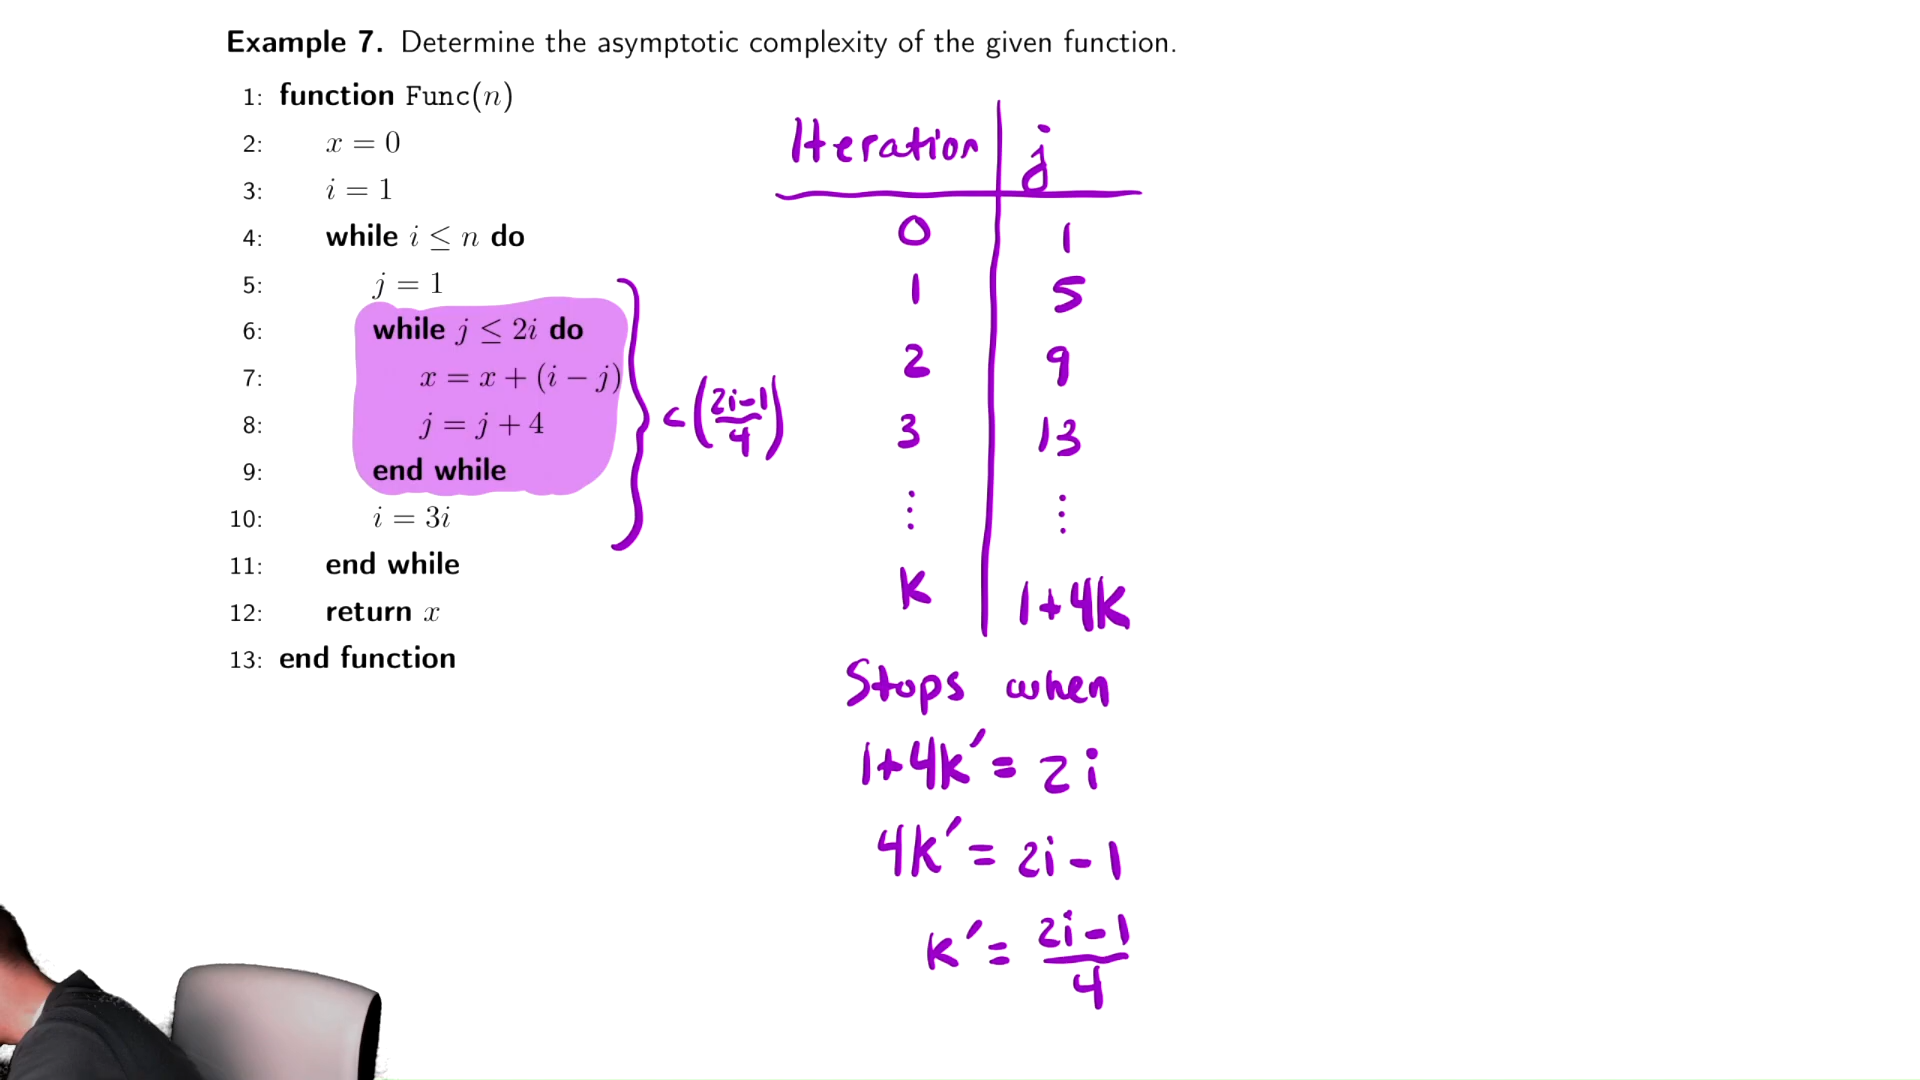 Example 7. Determine the asymptotic complexity of the given function.
1: function Func(n)
2: x = 0
3: i = 1
4: while i ≤ n do
5: j = 1
6: while j ≤ 2i do
7: x = x + (i − j)
8: j = j + 4
9: end while
10: i = 3i
11: end while
12: return x
13: end function
c(2i-1/4)
Iteration j
0 1
1 5
2 9
3 13
⋮ ⋮
K 1+4K
Stops when
1+4K' = 2i
4K' = 2i-1
K' = 2i-1/4